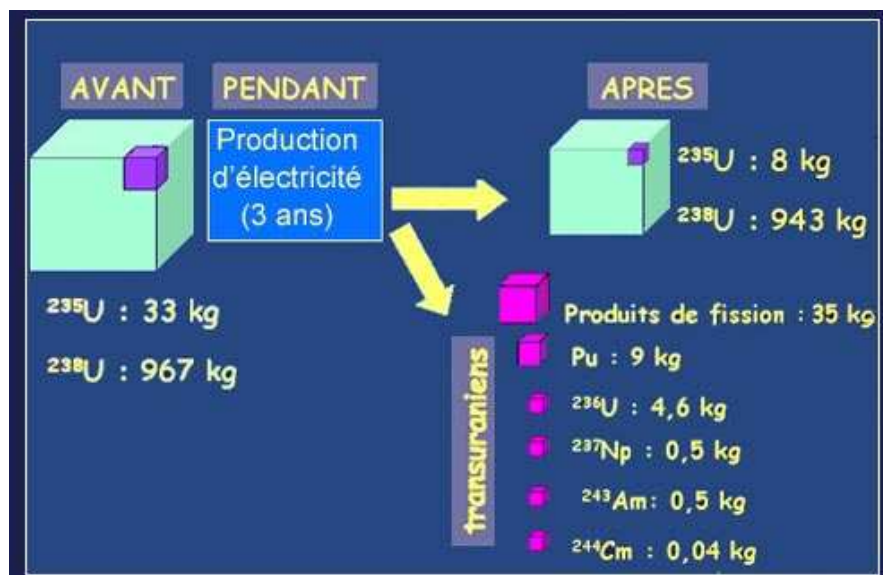 AVANT
PENDANT
APRES
Production
d'électricité
(3 ans)
²³⁵U : 8 kg
²³⁸U : 943 kg
²³⁵U : 33 kg
²³⁸U : 967 kg
transuraniens
Produits de fission : 35 kg
Pu : 9 kg
²³⁶U : 4,6 kg
²³⁷Np : 0,5 kg
²⁴³Am: 0,5 kg
²⁴⁴Cm : 0,04 kg